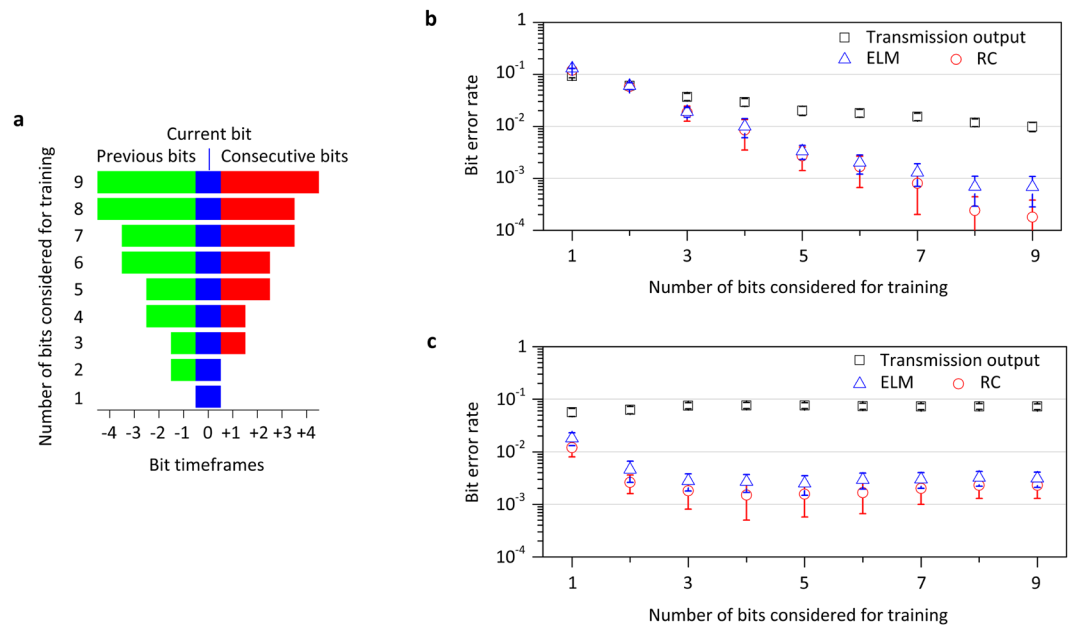 a
Current bit
Previous bits
Consecutive bits
Number of bits considered for training
9
8
7
6
5
4
3
2
1
-4 -3 -2 -1 0 +1 +2 +3 +4
Bit timeframes
b
Bit error rate
1
10-1
10-2
10-3
10-4
Transmission output
ELM RC
1 3 5 7 9
Number of bits considered for training
c
Bit error rate
1
10-1
10-2
10-3
10-4
Transmission output
ELM RC
1 3 5 7 9
Number of bits considered for training